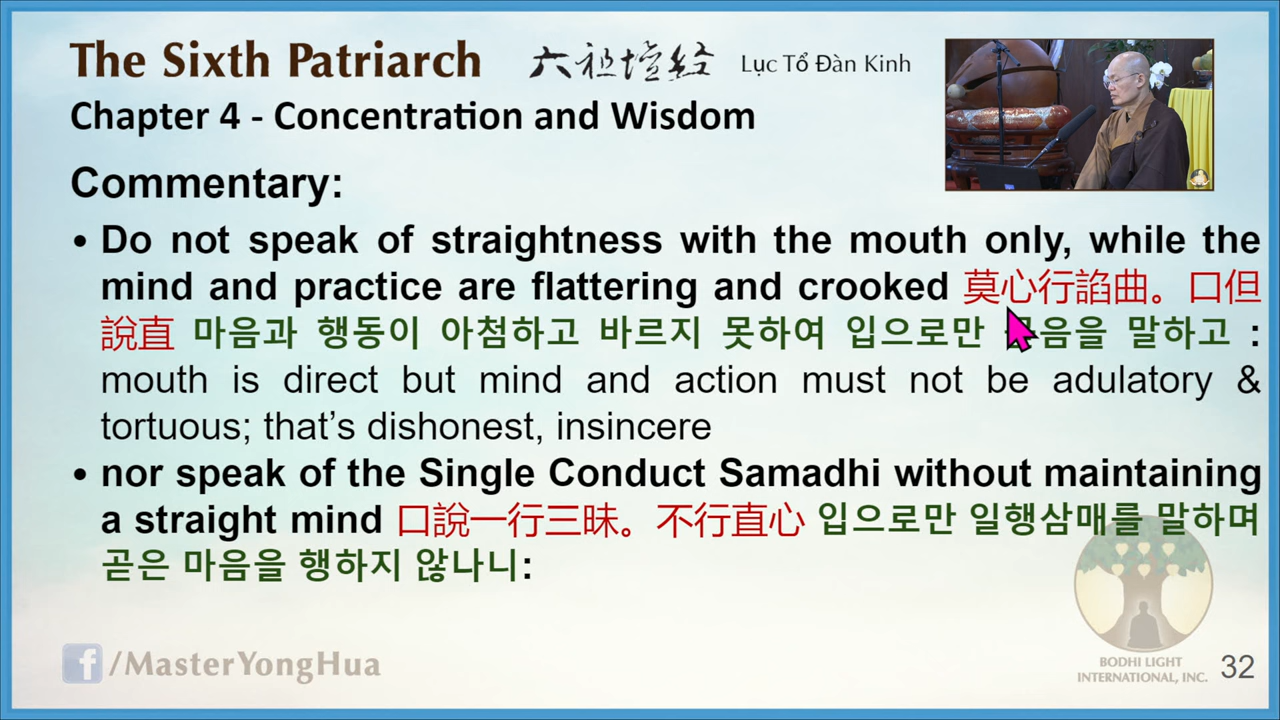 The Sixth Patriarch 六祖壇経 Lục Tổ Đàn Kinh
Chapter 4 - Concentration and Wisdom
Commentary:
• Do not speak of straightness with the mouth only, while the
mind and practice are flattering and crooked 莫心行諂曲。口但
說直 마음과 행동이 아첨하고 바르지 못하여 입으로만 음을 말하고 :
mouth is direct but mind and action must not be adulatory &
tortuous; that’s dishonest, insincere
• nor speak of the Single Conduct Samadhi without maintaining
a straight mind 口說一行三昧。不行直心 입으로만 일행삼매를 말하며
곧은 마음을 행하지 않나니:
f/MasterYongHua
BODHI LIGHT
INTERNATIONAL, INC.
32